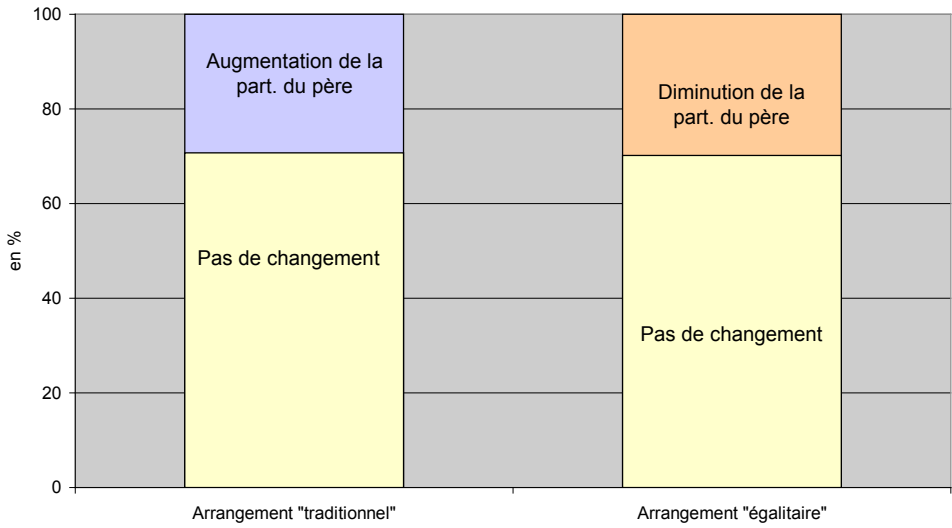 100
80
60
40
20
0
en %
Augmentation de la
part. du père
Pas de changement
Diminution de la
part. du père
Pas de changement
Arrangement "traditionnel"
Arrangement "égalitaire"